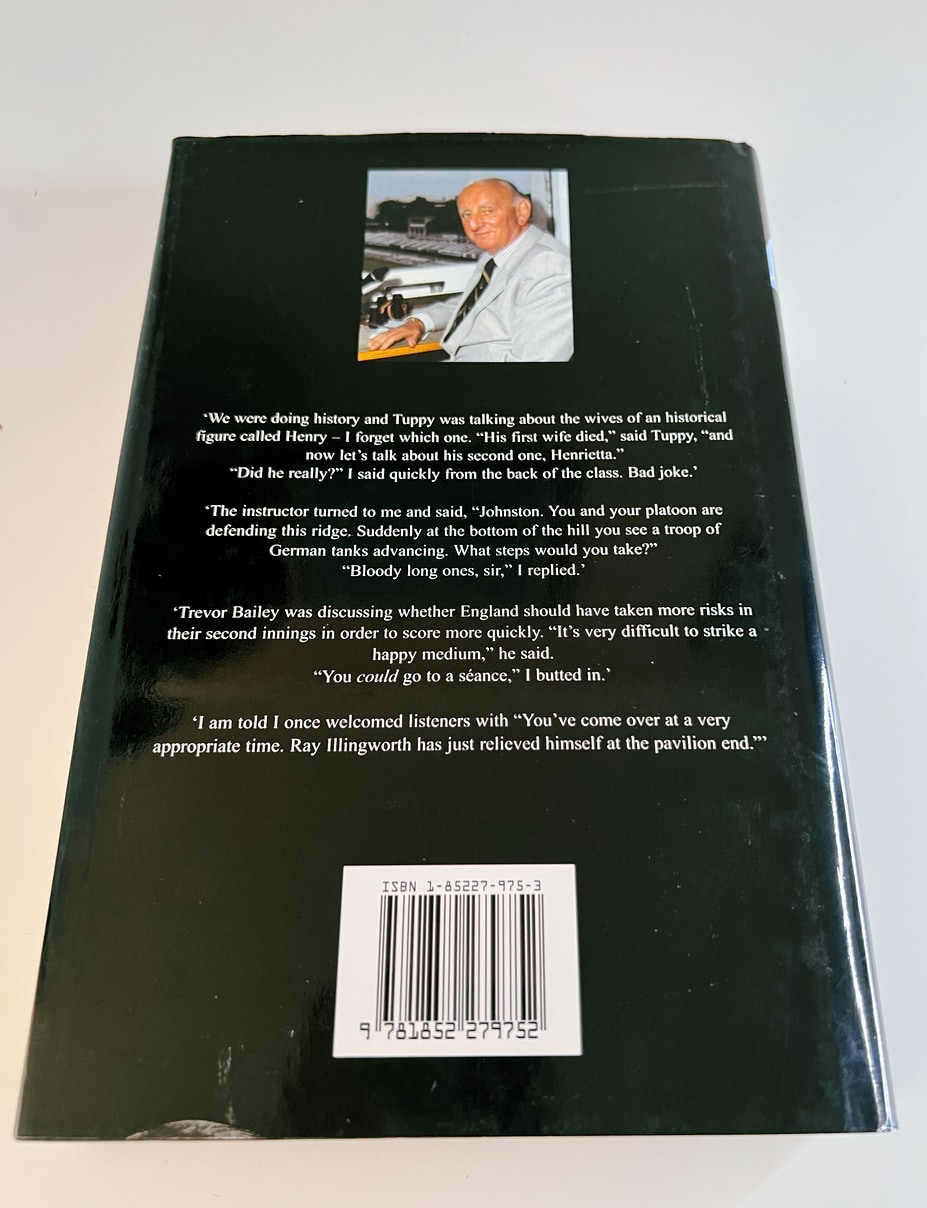 ‘We were doing history and Tuppy was talking about the wives of an historical
figure called Henry – I forget which one. “His first wife died,” said Tuppy, “and
now let’s talk about his second one, Henrietta.”
“Did he really?” I said quickly from the back of the class. Bad joke.’
‘The instructor turned to me and said, “Johnston. You and your platoon are
defending this ridge. Suddenly at the bottom of the hill you see a troop of
German tanks advancing. What steps would you take?”
“Bloody long ones, sir,” I replied.’
‘Trevor Bailey was discussing whether England should have taken more risks in
their second innings in order to score more quickly. “It’s very difficult to strike a
happy medium,” he said.
“You could go to a séance,” I butted in.’
‘I am told I once welcomed listeners with “You’ve come over at a very
appropriate time. Ray Illingworth has just relieved himself at the pavilion end.”’
ISBN 1-85227-975-3
9 781852 279752